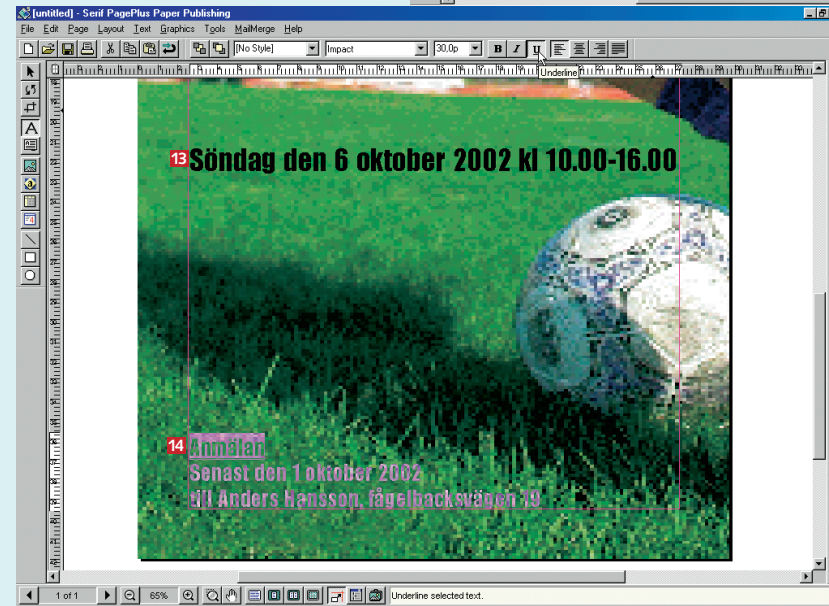 [untitled] - Serif PagePlus Paper Publishing
File Edit Page Layout Text Graphics Tools MailMerge Help
[No Style] Impact 30,0p B I U
Underline
13 Söndag den 6 oktober 2002 kl 10.00-16.00
14 Anmälan
Senast den 1 oktober 2002
till Anders Hansson, fågelbacksvägen 19
1 of 1 65% Underline selected text.